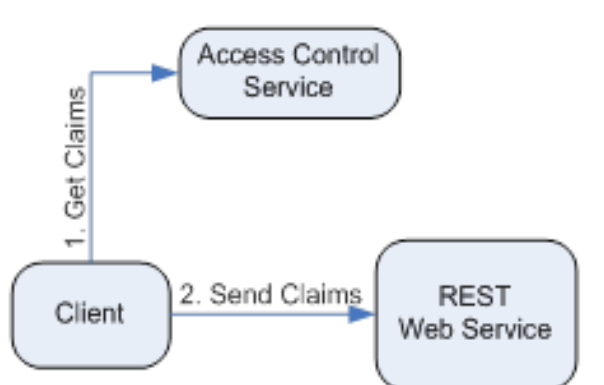 Access Control
Service
1. Get Claims
Client
2. Send Claims
REST
Web Service